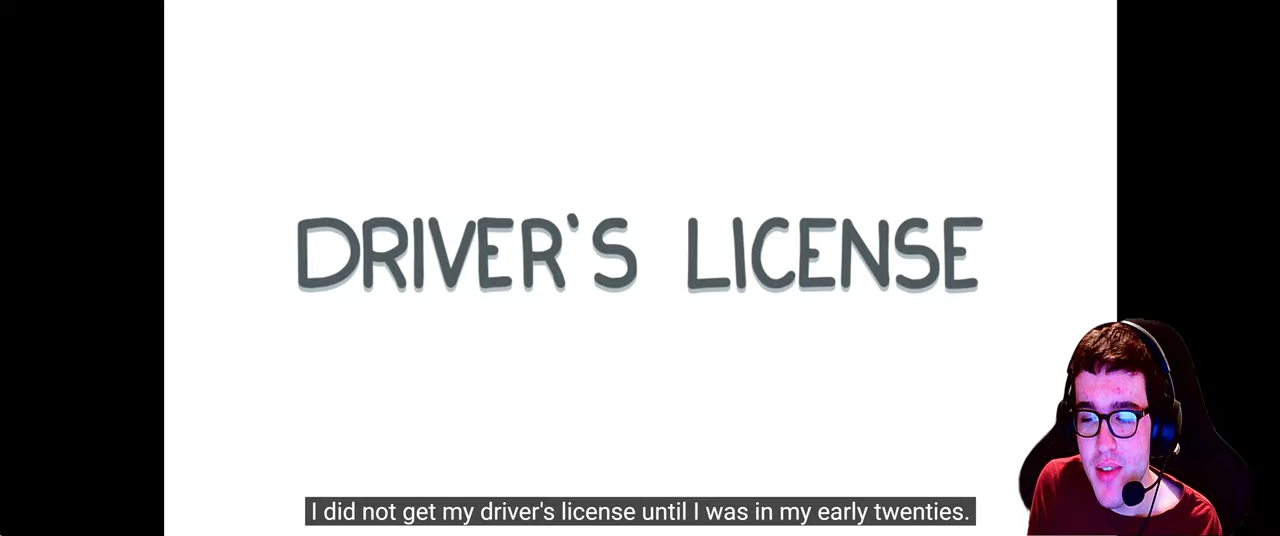 DRIVER'S LICENSE
I did not get my driver's license until I was in my early twenties.